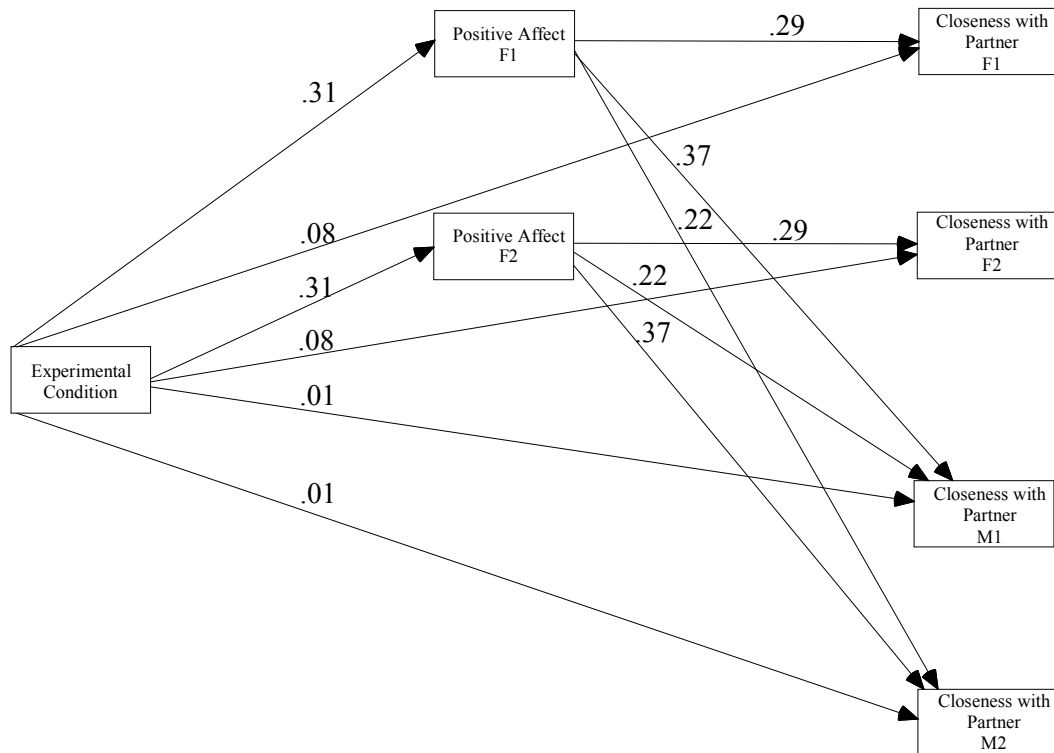 Positive Affect
F1
.29
Closeness with
Partner
F1
.31
.37
.08
Positive Affect
F2
.22
.29
Closeness with
Partner
F2
.31
.22
.08
.37
Experimental
Condition
.01
.01
Closeness with
Partner
M1
Closeness with
Partner
M2